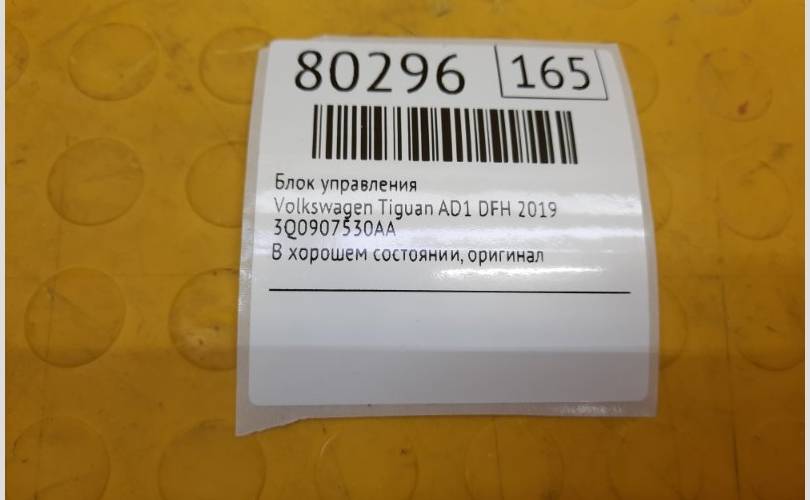 80296 165
Блок управления
Volkswagen Tiguan AD1 DFH 2019
3Q0907530AA
В хорошем состоянии, оригинал